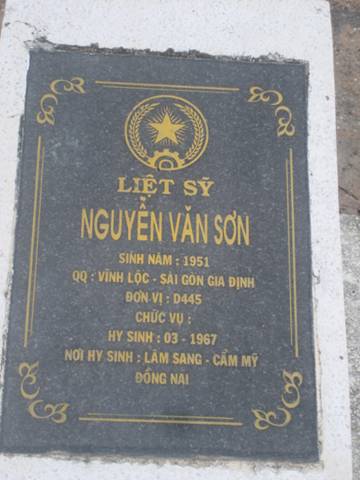 LIỆT SỸ
NGUYỄN VĂN SƠN
SINH NĂM : 1951
QQ : VĨNH LỘC - SÀI GÒN GIA ĐỊNH
ĐƠN VỊ : D445
CHỨC VỤ :
HY SINH : 03 - 1967
NƠI HY SINH : LÂM SANG - CẨM MỸ
ĐỒNG NAI